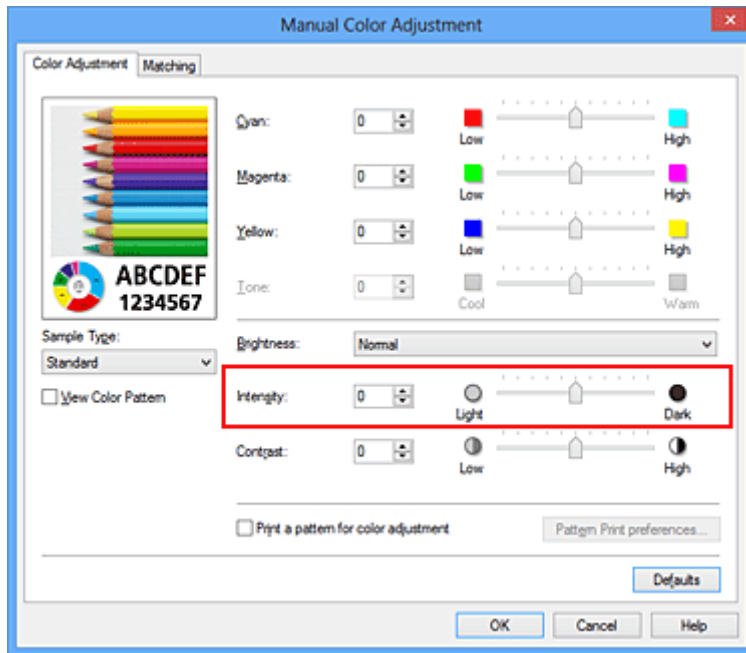 Manual Color Adjustment
Color Adjustment Matching
Cyan: 0 Low High
Magenta: 0 Low High
Yellow: 0 Low High
Tone: 0 Cool Warm
ABCDEF
1234567
Sample Type:
Standard
View Color Pattern
Brightness: Normal
Intensity: 0 Light Dark
Contrast: 0 Low High
Print a pattern for color adjustment Pattern Print preferences...
Defaults
OK Cancel Help